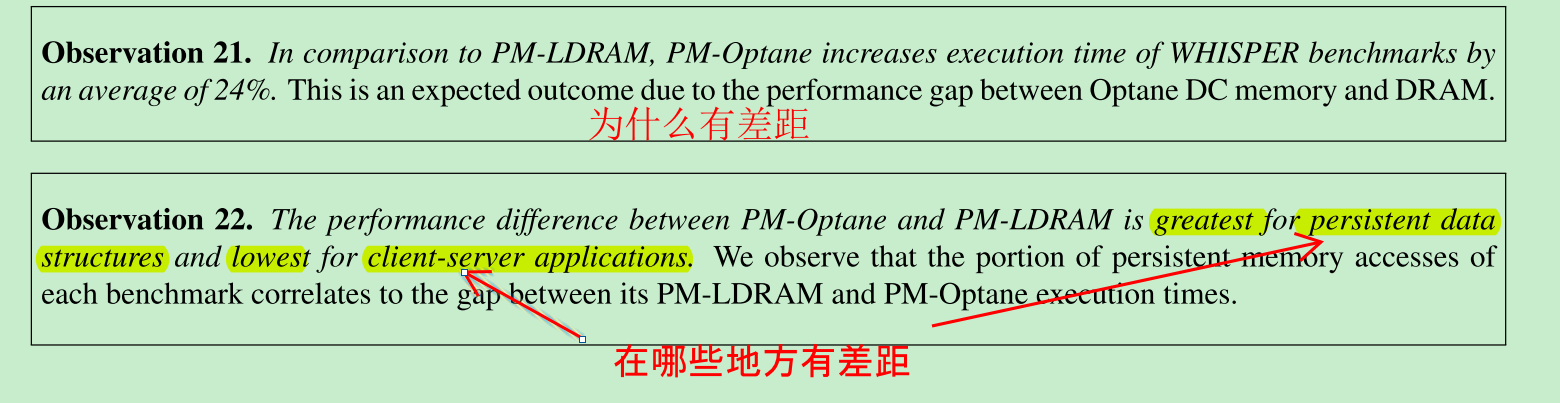 Observation 21. In comparison to PM-LDRAM, PM-Optane increases execution time of WHISPER benchmarks by
an average of 24%. This is an expected outcome due to the performance gap between Optane DC memory and DRAM.
为什么有差距
Observation 22. The performance difference between PM-Optane and PM-LDRAM is greatest for persistent data
structures and lowest for client-server applications. We observe that the portion of persistent memory accesses of
each benchmark correlates to the gap between its PM-LDRAM and PM-Optane execution times.
在哪些地方有差距